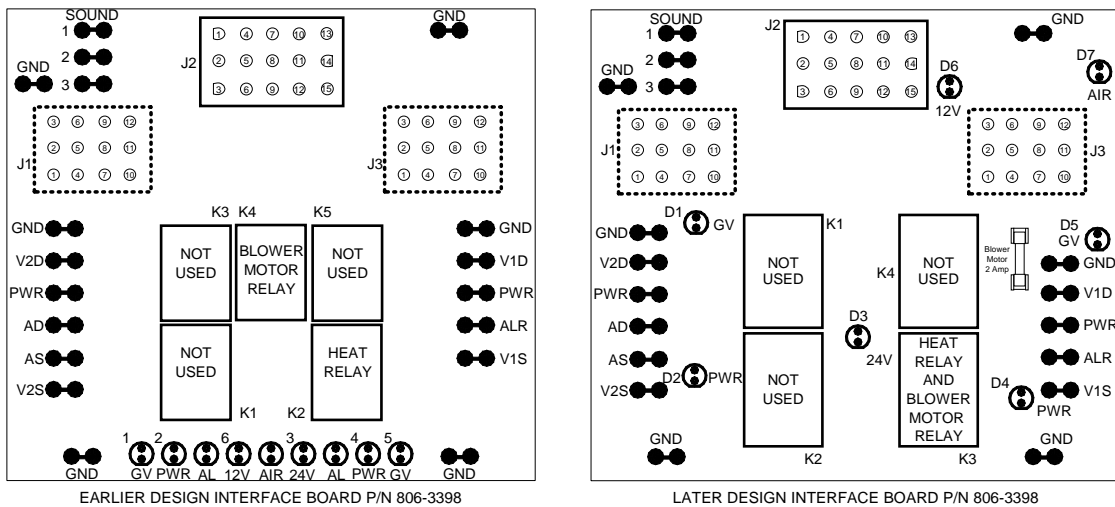 SOUND
1
2
3
GND
GND
J2
1 4 7 10 13
2 5 8 11 14
3 6 9 12 15
J1
3 6 9 12
2 5 8 11
1 4 7 10
J3
3 6 9 12
2 5 8 11
1 4 7 10
GND
V2D
PWR
AD
AS
V2S
K3 K4 K5
NOT
USED
BLOWER
MOTOR
RELAY
NOT
USED
NOT
USED
HEAT
RELAY
K1 K2
GND
V1D
PWR
ALR
V1S
1 2 6 3 4 5
GND GV PWR AL 12V AIR 24V AL PWR GV GND
EARLIER DESIGN INTERFACE BOARD P/N 806-3398
SOUND
1
2
3
GND
GND
J2
1 4 7 10 13
2 5 8 11 14
3 6 9 12 15
D6
12V
D7
AIR
J1
3 6 9 12
2 5 8 11
1 4 7 10
J3
3 6 9 12
2 5 8 11
1 4 7 10
D1
GV
GND
V2D
PWR
AD
AS
V2S
D2 PWR
K1
NOT
USED
NOT
USED
K2
D3
24V
K4
NOT
USED
HEAT
RELAY
AND
BLOWER
MOTOR
RELAY
K3
Blower
Motor
2 Amp
D5
GV
GND
V1D
PWR
ALR
V1S
D4
PWR
GND
GND
LATER DESIGN INTERFACE BOARD P/N 806-3398